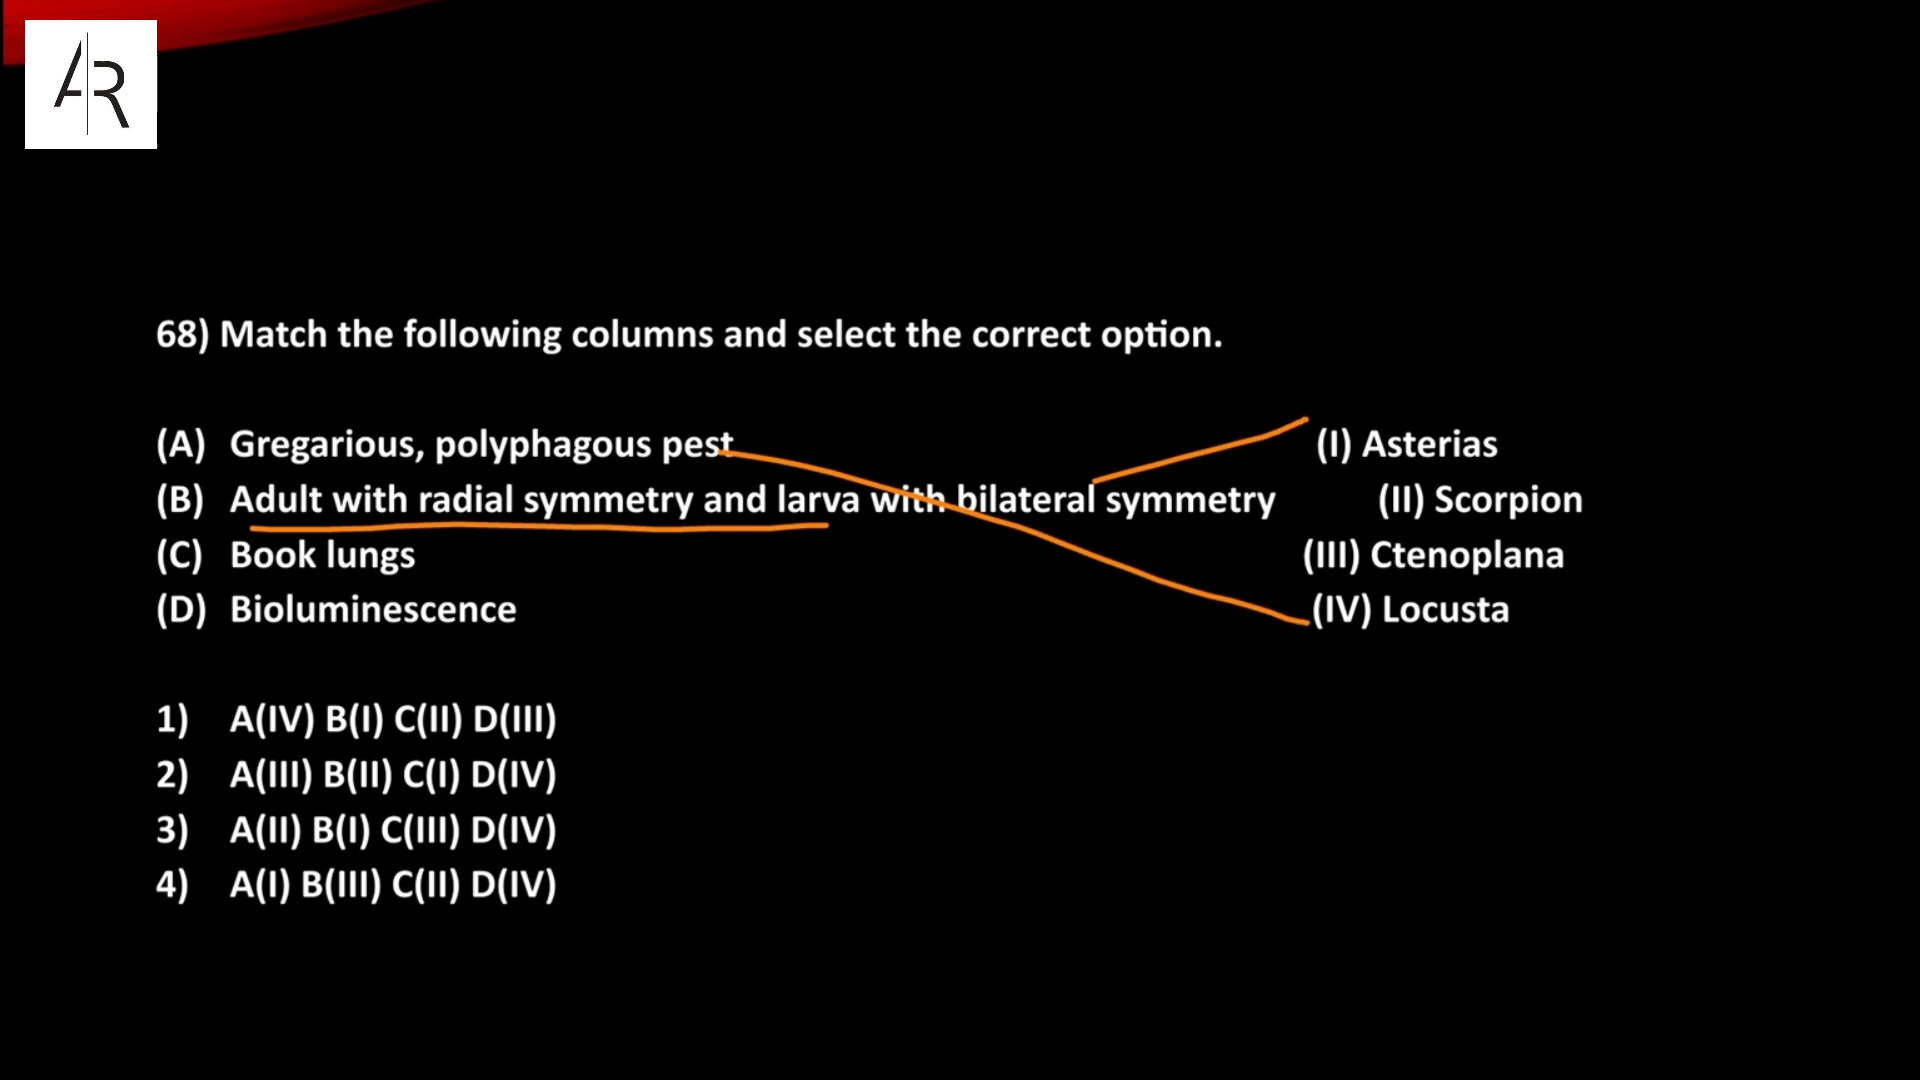 AR
68) Match the following columns and select the correct option.
(A) Gregarious, polyphagous pest (I) Asterias
(B) Adult with radial symmetry and larva with bilateral symmetry (II) Scorpion
(C) Book lungs (III) Ctenoplana
(D) Bioluminescence (IV) Locusta
1) A(IV) B(I) C(II) D(III)
2) A(III) B(II) C(I) D(IV)
3) A(II) B(I) C(III) D(IV)
4) A(I) B(III) C(II) D(IV)